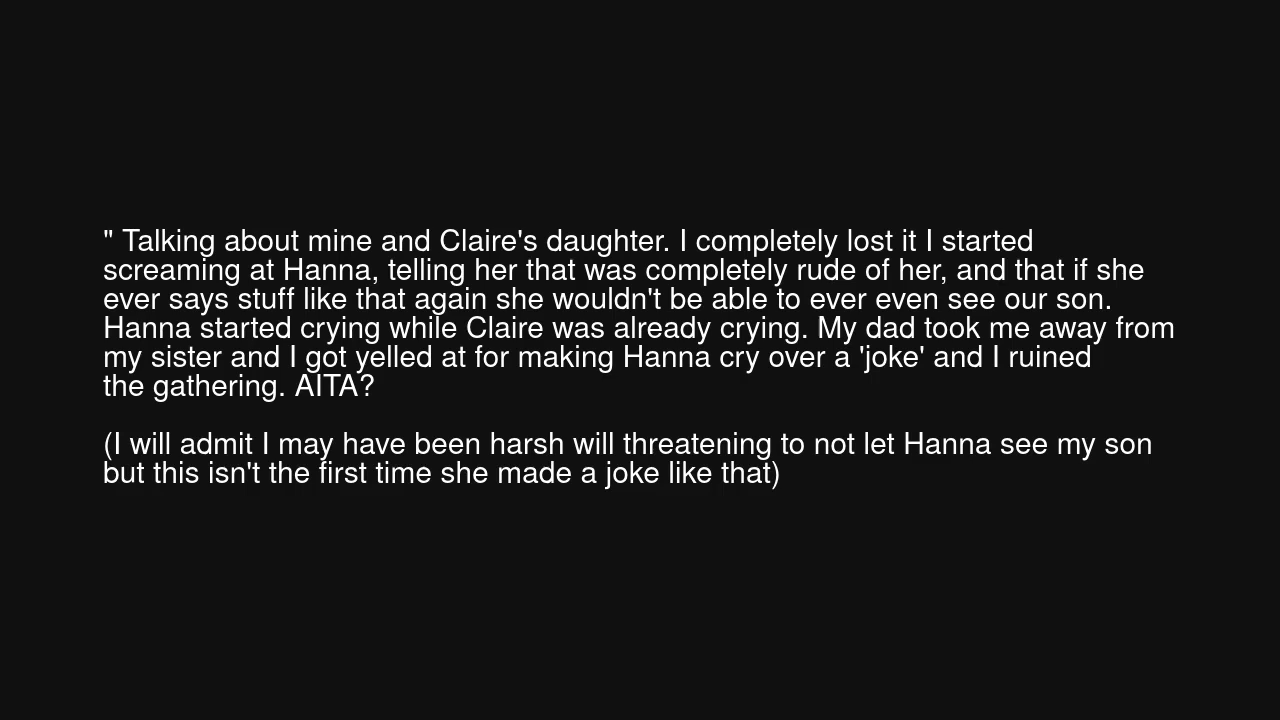 " Talking about mine and Claire's daughter. I completely lost it I started
screaming at Hanna, telling her that was completely rude of her, and that if she
ever says stuff like that again she wouldn't be able to ever even see our son.
Hanna started crying while Claire was already crying. My dad took me away from
my sister and I got yelled at for making Hanna cry over a 'joke' and I ruined
the gathering. AITA?
(I will admit I may have been harsh will threatening to not let Hanna see my son
but this isn't the first time she made a joke like that)